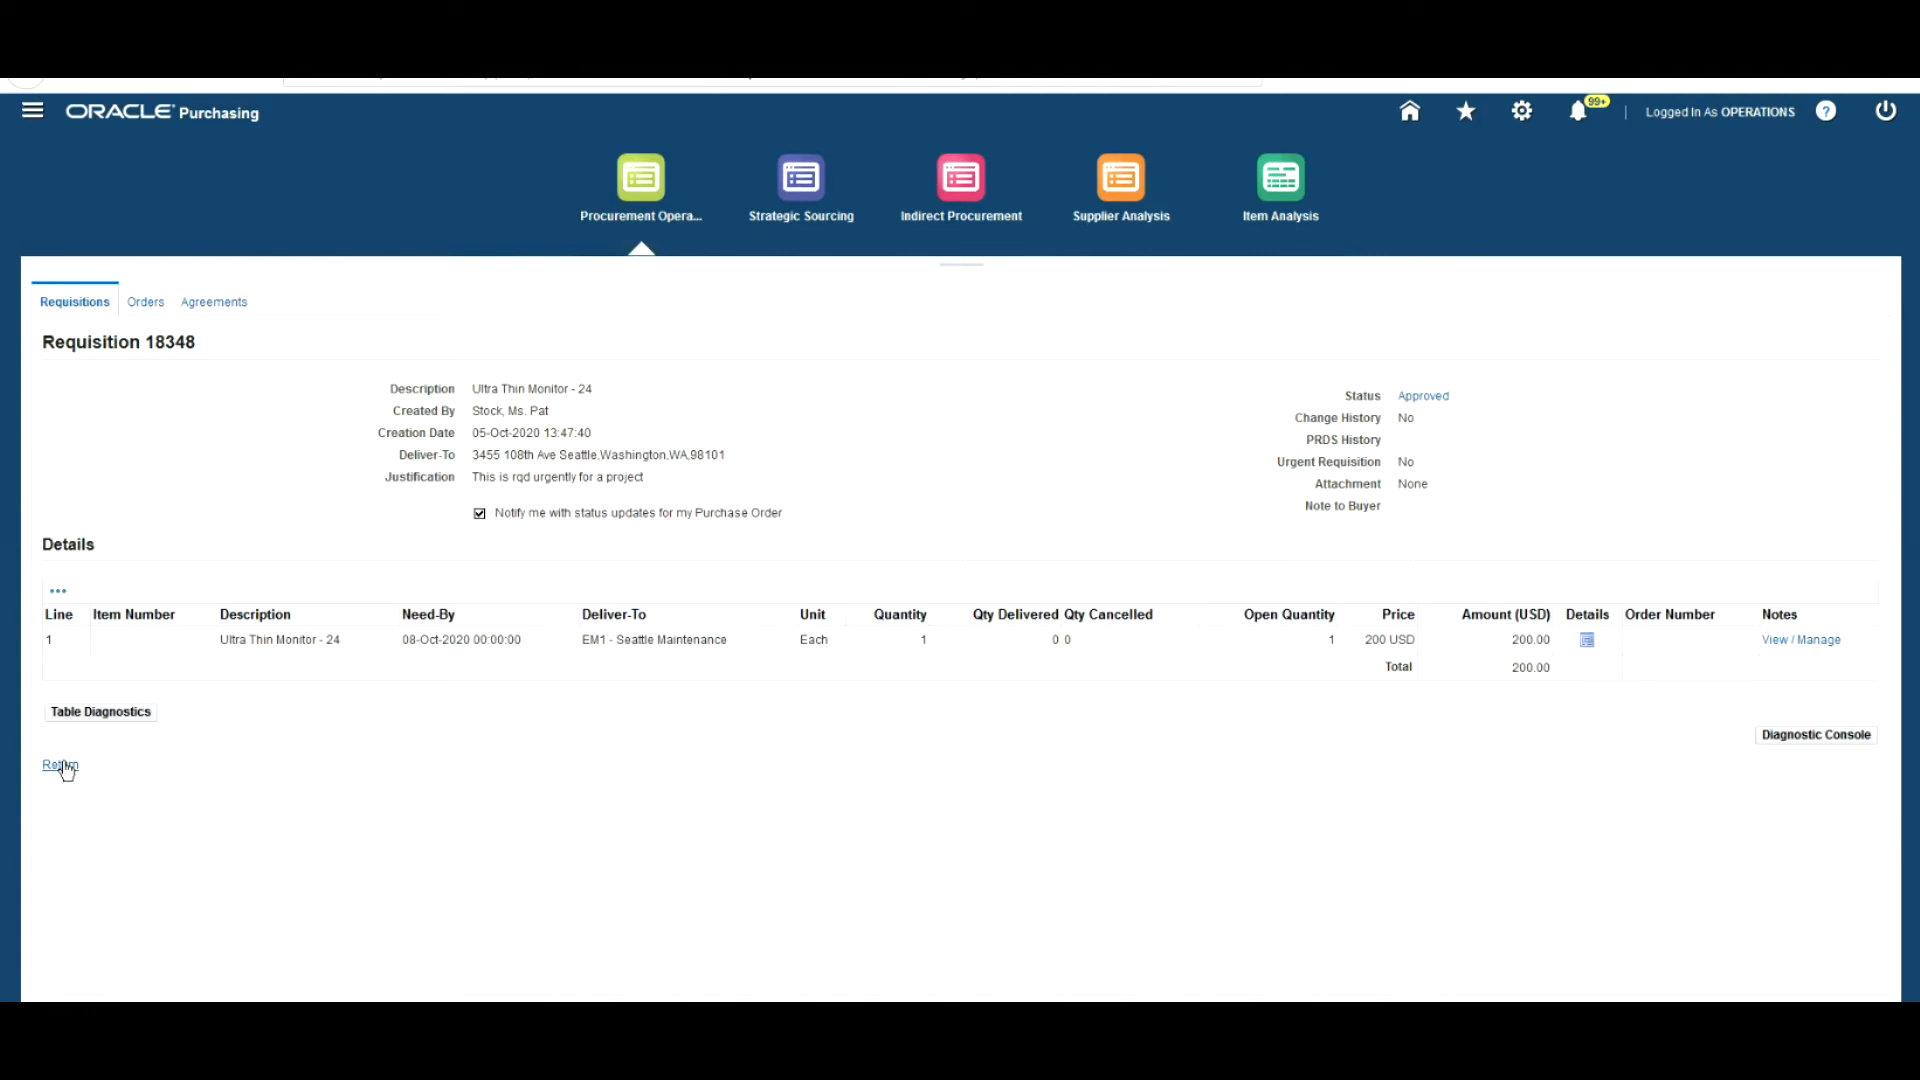 ORACLE Purchasing
99+
Logged In As OPERATIONS
?
Procurement Opera...
Strategic Sourcing
Indirect Procurement
Supplier Analysis
Item Analysis
Requisitions Orders Agreements
Requisition 18348
Description Ultra Thin Monitor - 24
Created By Stock, Ms. Pat
Creation Date 05-Oct-2020 13:47:40
Deliver-To 3455 108th Ave Seattle,Washington,WA,98101
Justification This is rqd urgently for a project
Notify me with status updates for my Purchase Order
Status Approved
Change History No
PRDS History
Urgent Requisition No
Attachment None
Note to Buyer
Details
Line Item Number Description Need-By Deliver-To Unit Quantity Qty Delivered Qty Cancelled Open Quantity Price Amount (USD) Details Order Number Notes
1 Ultra Thin Monitor - 24 08-Oct-2020 00:00:00 EM1 - Seattle Maintenance Each 1 0 0 1 200 USD 200.00 View / Manage
Total 200.00
Table Diagnostics
Diagnostic Console
Return